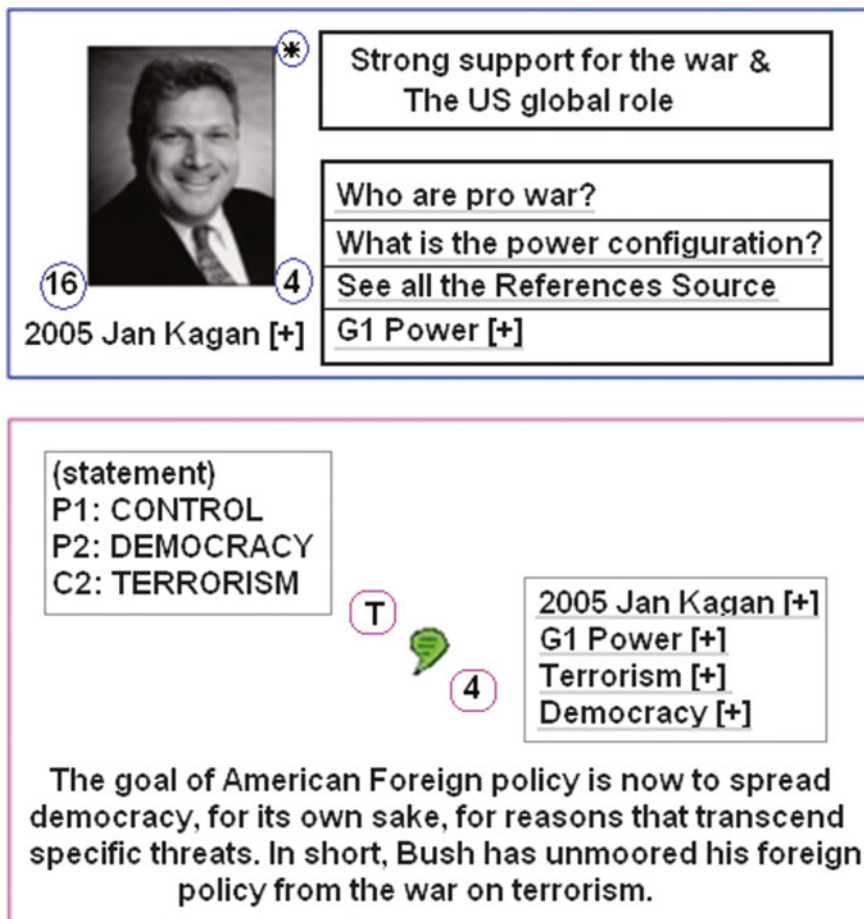 *
Strong support for the war &
The US global role
Who are pro war?
What is the power configuration?
See all the References Source
G1 Power [+]
16
4
2005 Jan Kagan [+]
(statement)
P1: CONTROL
P2: DEMOCRACY
C2: TERRORISM
T
4
2005 Jan Kagan [+]
G1 Power [+]
Terrorism [+]
Democracy [+]
The goal of American Foreign policy is now to spread
democracy, for its own sake, for reasons that transcend
specific threats. In short, Bush has unmoored his foreign
policy from the war on terrorism.